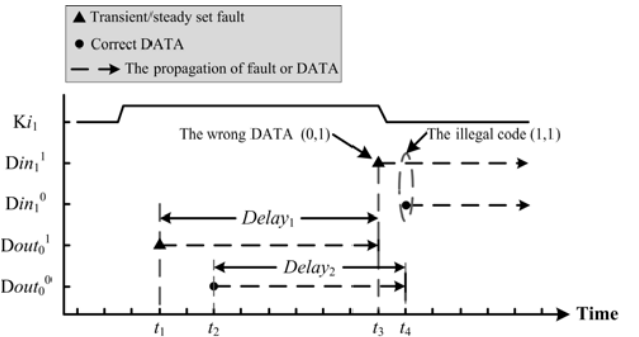 Transient/steady set fault
Correct DATA
The propagation of fault or DATA
Ki₁
The wrong DATA (0,1)
The illegal code (1,1)
Din₁¹
Din₁⁰
Delay₁
Dout₀¹
Delay₂
Dout₀⁰
Time
t₁ t₂ t₃ t₄